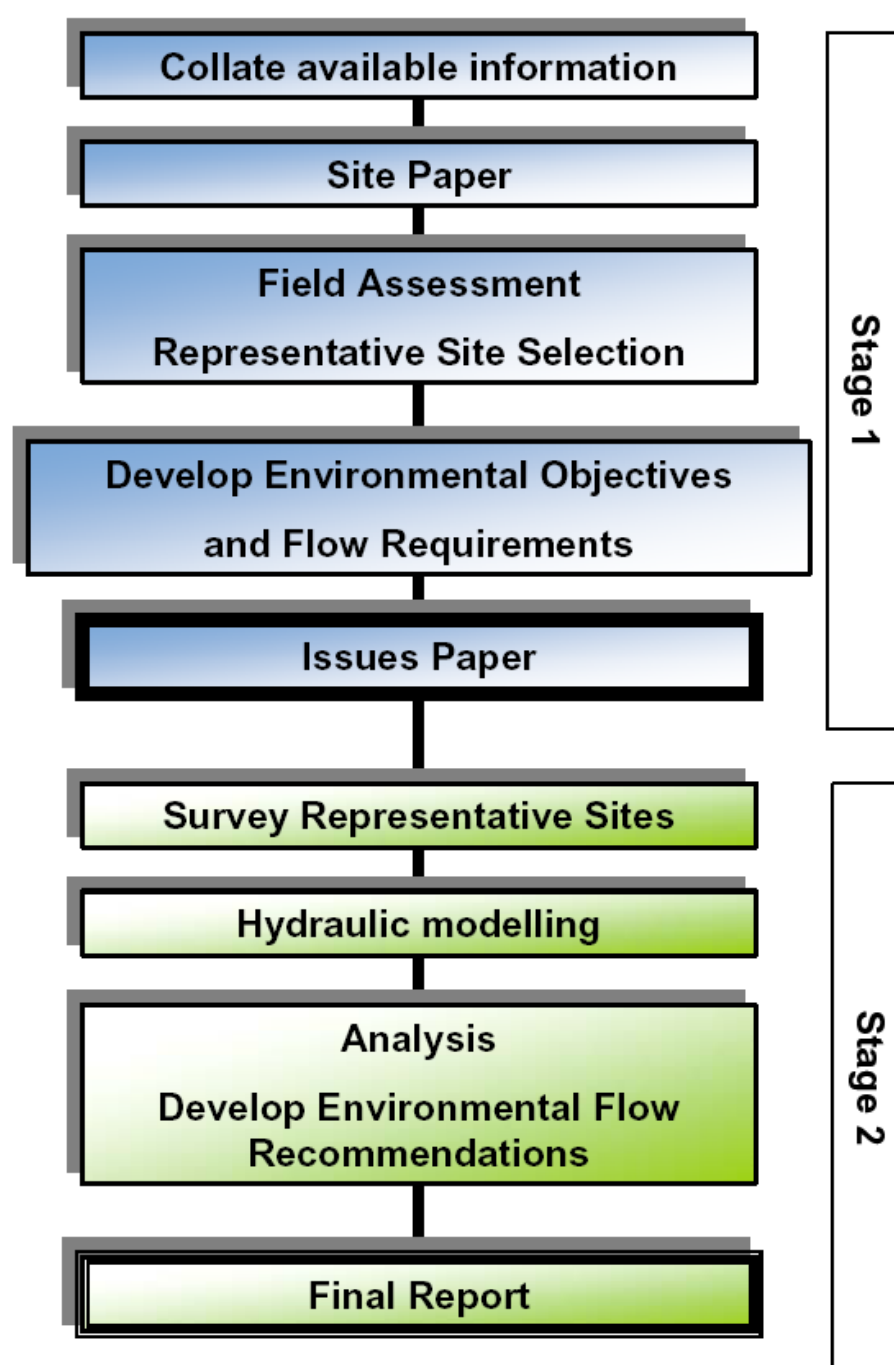 Collate available information
Site Paper
Field Assessment
Representative Site Selection
Develop Environmental Objectives
and Flow Requirements
Issues Paper
Stage 1
Survey Representative Sites
Hydraulic modelling
Analysis
Develop Environmental Flow
Recommendations
Final Report
Stage 2